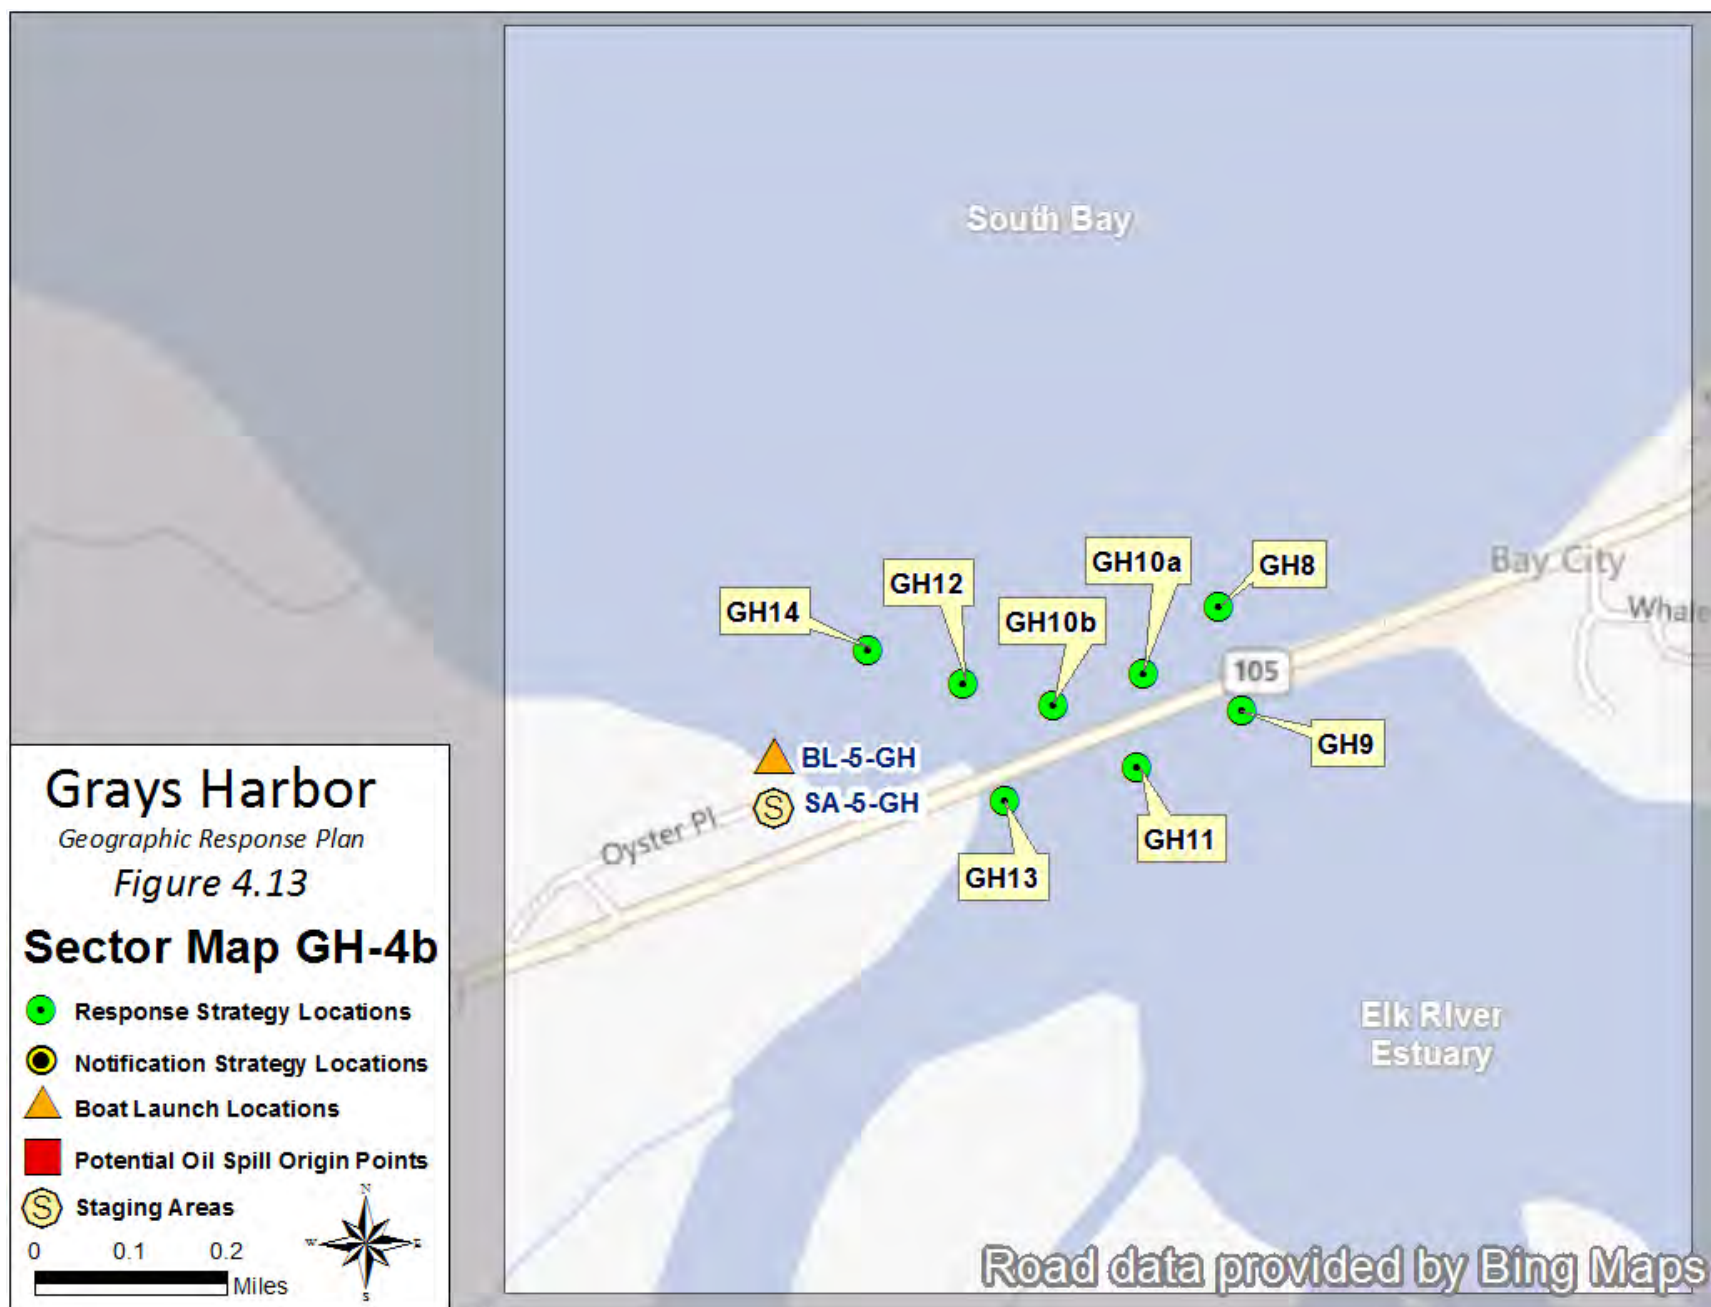 South Bay
GH10a
GH8
Bay City
GH12
GH14
GH10b
105
GH9
BL-5-GH
SA-5-GH
Oyster Pl
GH11
GH13
Elk RIver
Estuary
Grays Harbor
Geographic Response Plan
Figure 4.13
Sector Map GH-4b
Response Strategy Locations
Notification Strategy Locations
Boat Launch Locations
Potential Oil Spill Origin Points
S Staging Areas
N
W E
S
0 0.1 0.2
Miles
Road data provided by Bing Maps